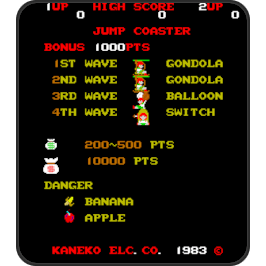 1UP HIGH SCORE 2UP
0 0 0
JUMP COASTER
BONUS 1000PTS
1ST WAVE GONDOLA
2ND WAVE GONDOLA
3RD WAVE BALLOON
4TH WAVE SWITCH
200~500 PTS
10000 PTS
DANGER
BANANA
APPLE
KANEKO ELC.CO. 1983 ©